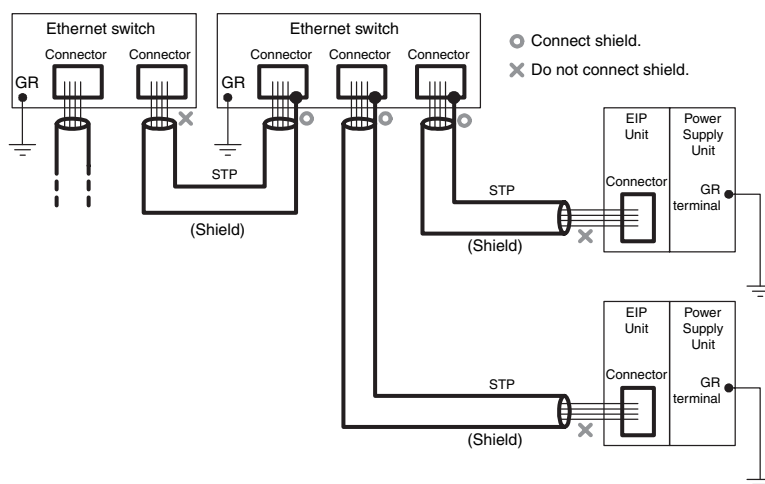 Ethernet switch
Connector Connector
GR
Ethernet switch
Connector Connector Connector
GR
Connect shield.
Do not connect shield.
STP
(Shield)
STP
(Shield)
EIP
Unit
Connector
Power
Supply
Unit
GR
terminal
STP
(Shield)
EIP
Unit
Connector
Power
Supply
Unit
GR
terminal